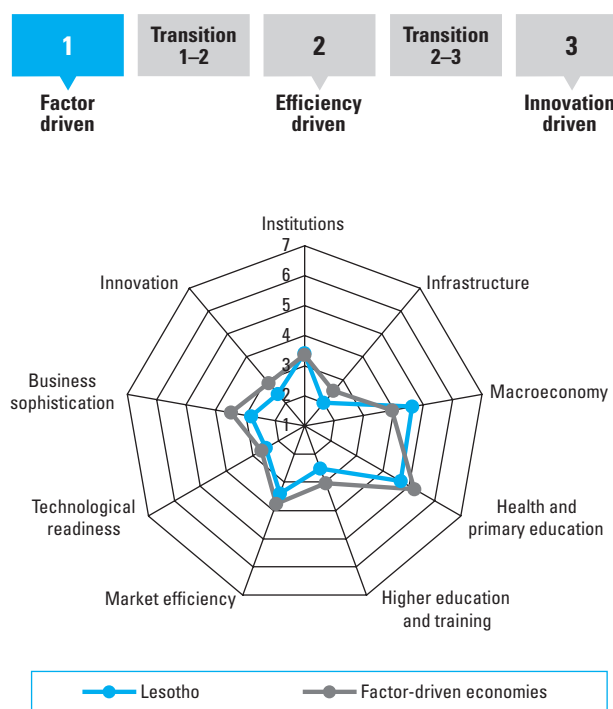 1
Transition
1–2
2
Transition
2–3
3
Factor
driven
Efficiency
driven
Innovation
driven
Institutions
7
6
5
4
3
2
1
Innovation
Infrastructure
Business
sophistication
Macroeconomy
Technological
readiness
Health and
primary education
Market efficiency
Higher education
and training
Lesotho
Factor-driven economies